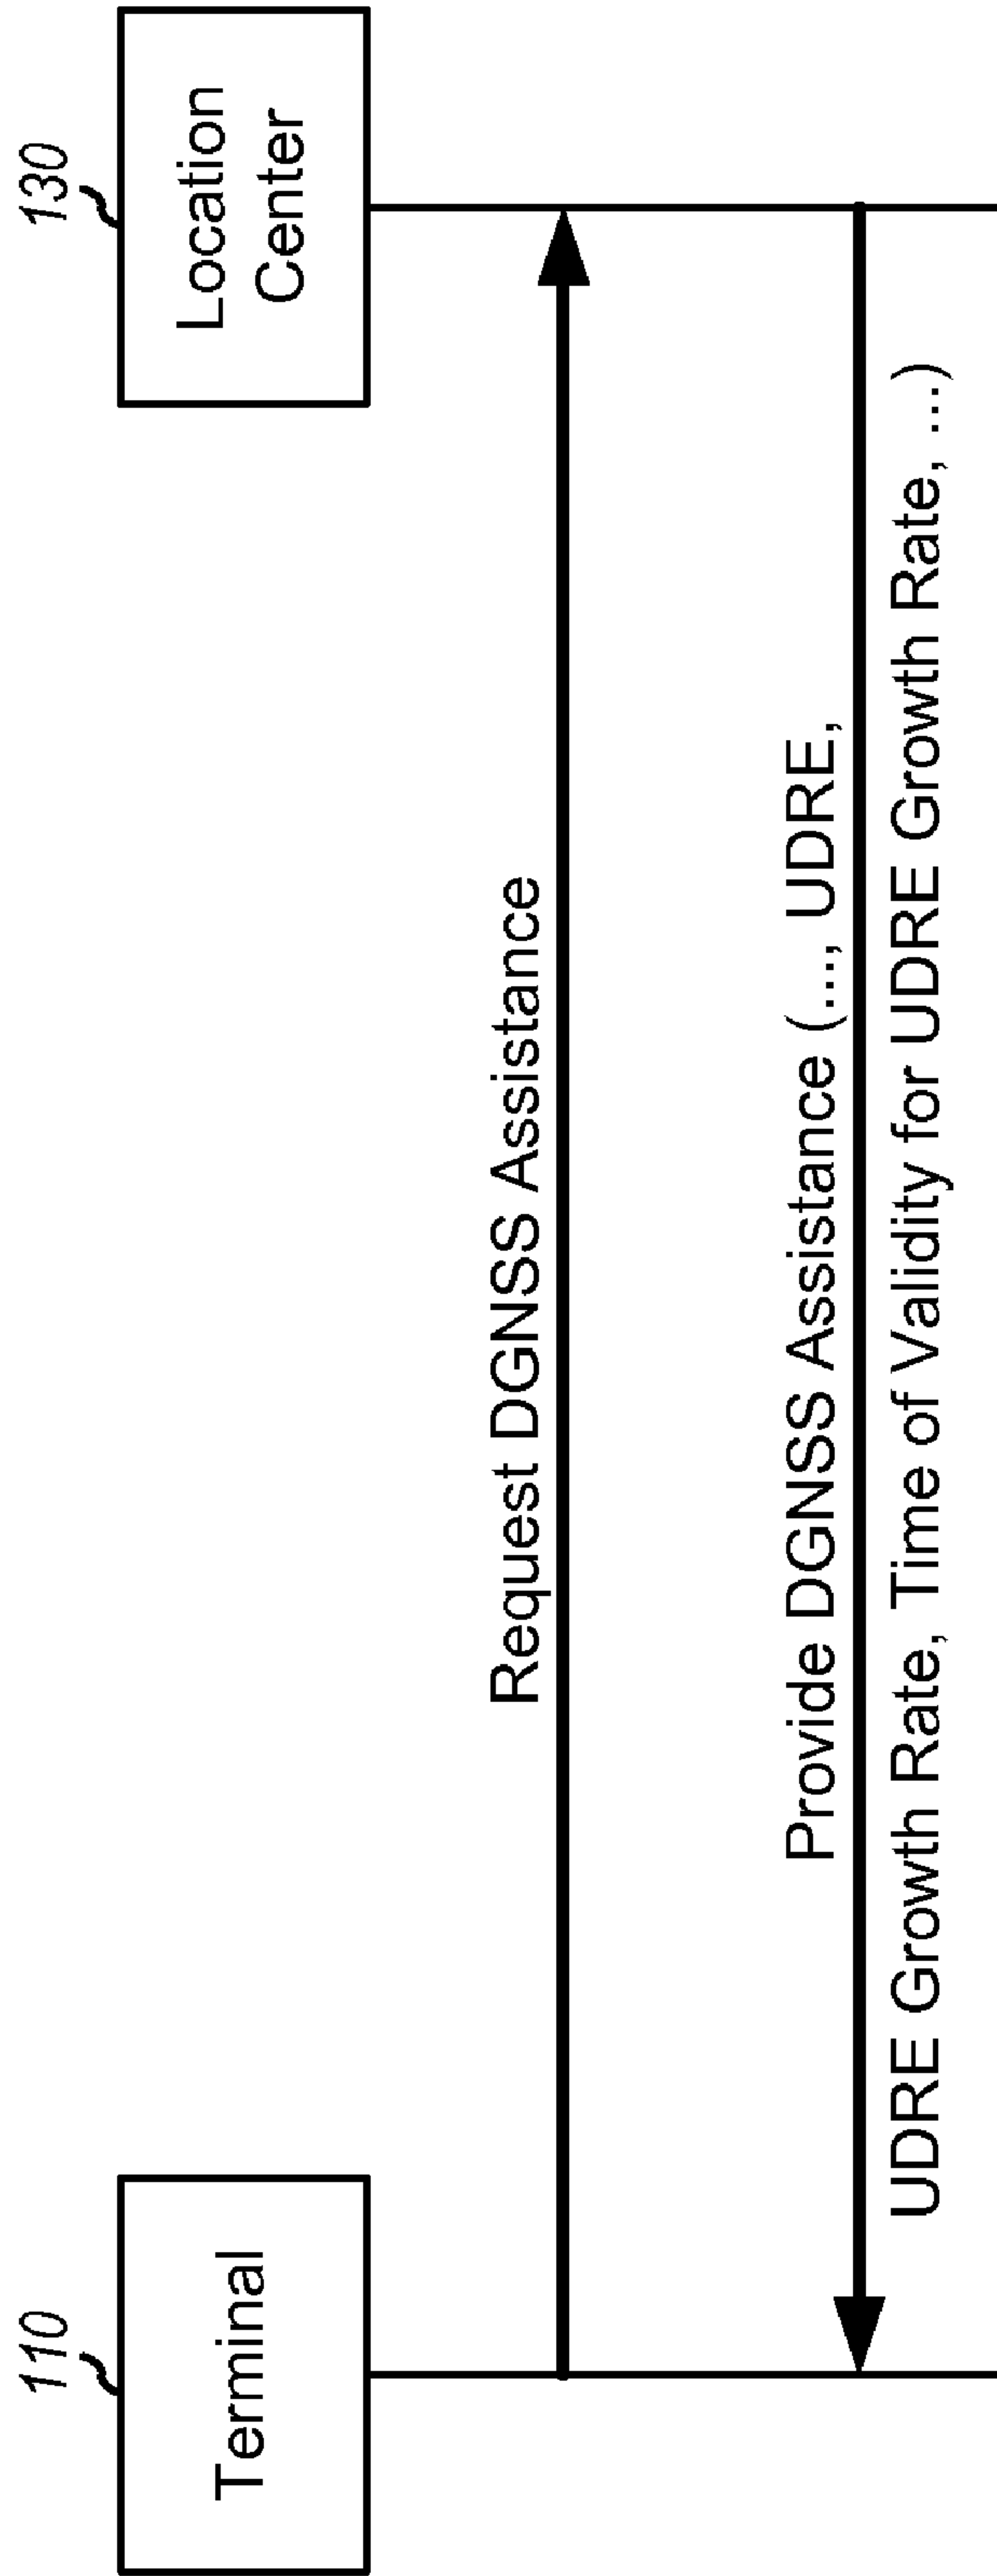 110
130
Terminal
Location
Center
Request DGNSS Assistance
Provide DGNSS Assistance (..., UDRE,
UDRE Growth Rate, Time of Validity for UDRE Growth Rate, ...)